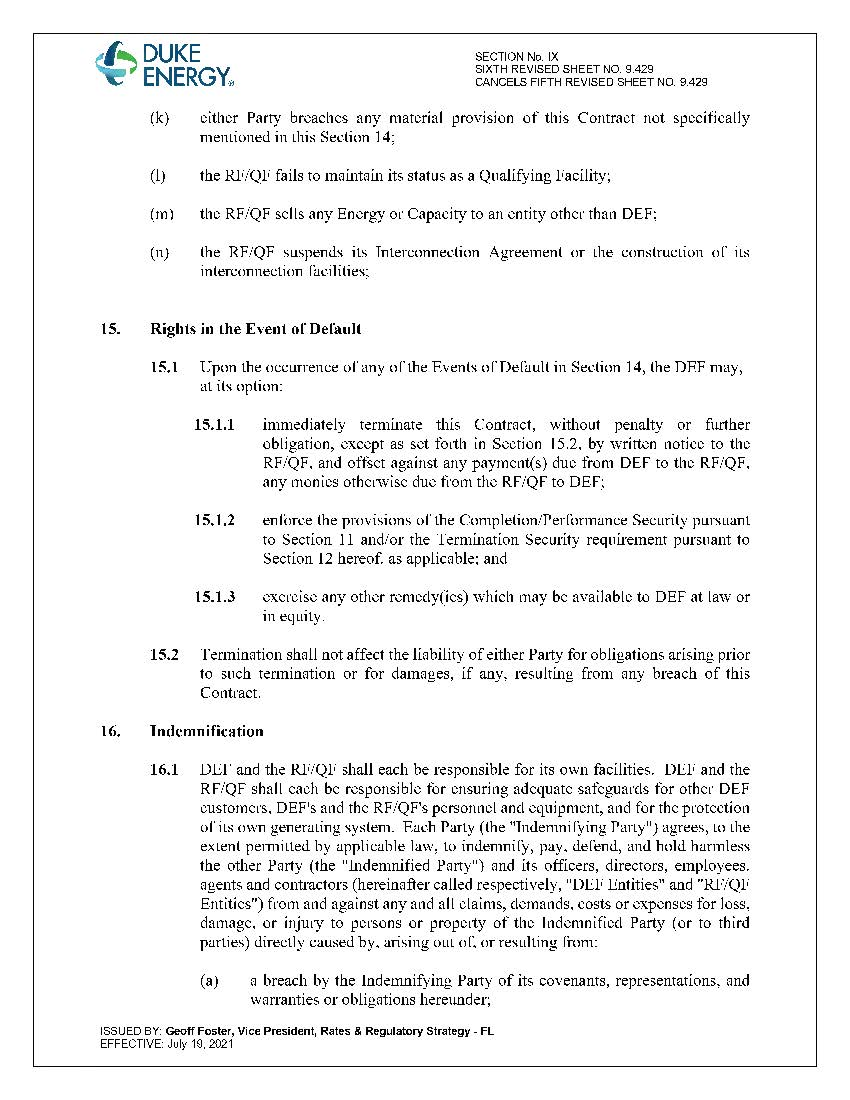 DUKE
ENERGY®
SECTION No. IX
SIXTH REVISED SHEET NO. 9.429
CANCELS FIFTH REVISED SHEET NO. 9.429
(k) either Party breaches any material provision of this Contract not specifically
mentioned in this Section 14;
(l) the RF/QF fails to maintain its status as a Qualifying Facility;
(m) the RF/QF sells any Energy or Capacity to an entity other than DEF;
(n) the RF/QF suspends its Interconnection Agreement or the construction of its
interconnection facilities;
15. Rights in the Event of Default
15.1 Upon the occurrence of any of the Events of Default in Section 14, the DEF may,
at its option:
15.1.1 immediately terminate this Contract, without penalty or further
obligation, except as set forth in Section 15.2, by written notice to the
RF/QF, and offset against any payment(s) due from DEF to the RF/QF,
any monies otherwise due from the RF/QF to DEF;
15.1.2 enforce the provisions of the Completion/Performance Security pursuant
to Section 11 and/or the Termination Security requirement pursuant to
Section 12 hereof, as applicable; and
15.1.3 exercise any other remedy(ies) which may be available to DEF at law or
in equity.
15.2 Termination shall not affect the liability of either Party for obligations arising prior
to such termination or for damages, if any, resulting from any breach of this
Contract.
16. Indemnification
16.1 DEF and the RF/QF shall each be responsible for its own facilities. DEF and the
RF/QF shall each be responsible for ensuring adequate safeguards for other DEF
customers, DEF's and the RF/QF's personnel and equipment, and for the protection
of its own generating system. Each Party (the "Indemnifying Party") agrees, to the
extent permitted by applicable law, to indemnify, pay, defend, and hold harmless
the other Party (the "Indemnified Party") and its officers, directors, employees,
agents and contractors (hereinafter called respectively, "DEF Entities" and "RF/QF
Entities") from and against any and all claims, demands, costs or expenses for loss,
damage, or injury to persons or property of the Indemnified Party (or to third
parties) directly caused by, arising out of, or resulting from:
(a) a breach by the Indemnifying Party of its covenants, representations, and
warranties or obligations hereunder;
ISSUED BY: Geoff Foster, Vice President, Rates & Regulatory Strategy - FL
EFFECTIVE: July 19, 2021